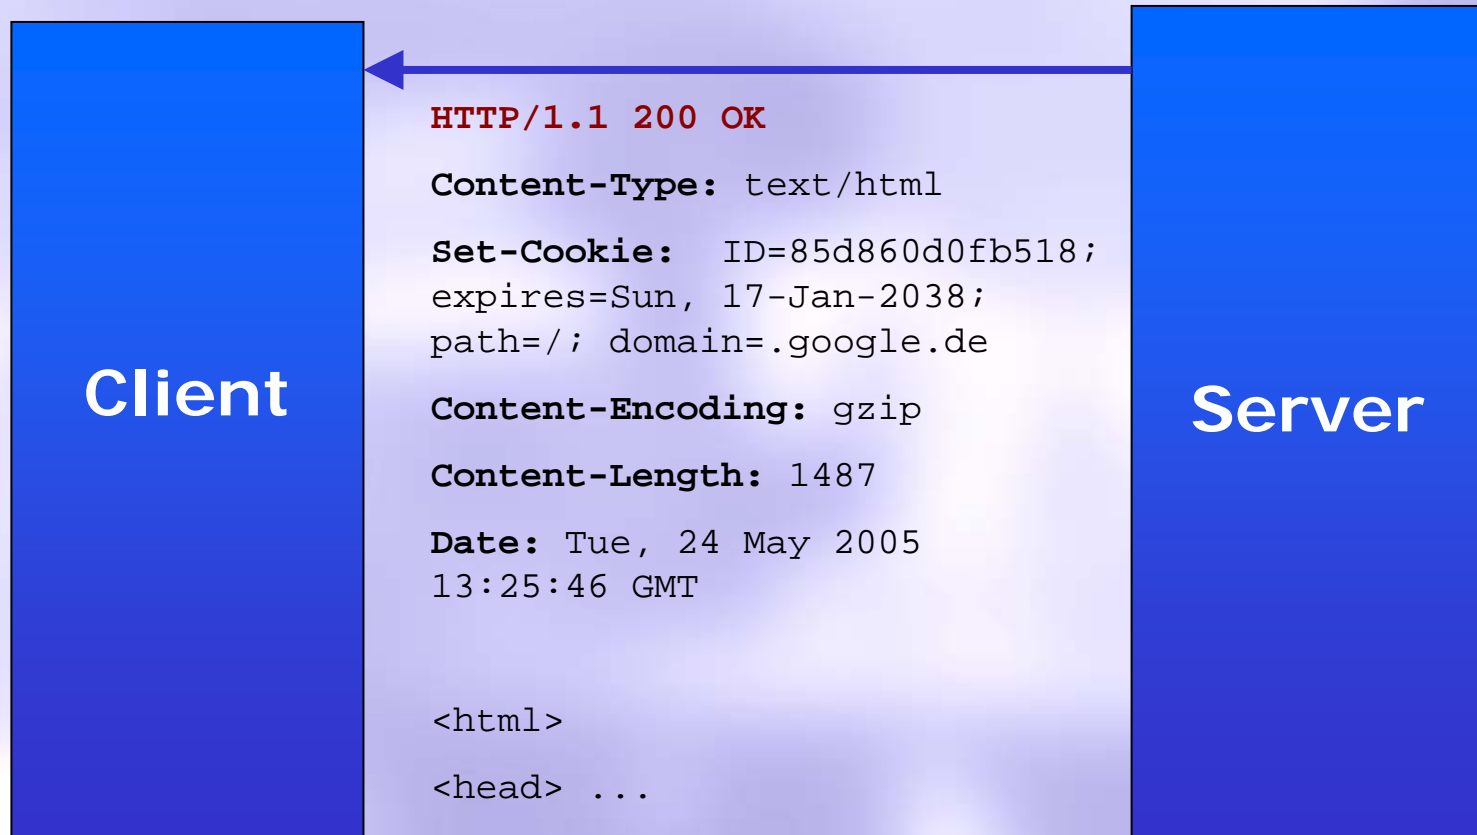 HTTP/1.1 200 OK
Content-Type: text/html
Set-Cookie: ID=85d860d0fb518;
expires=Sun, 17-Jan-2038;
path=/; domain=.google.de
Client
Content-Encoding: gzip
Server
Content-Length: 1487
Date: Tue, 24 May 2005
13:25:46 GMT
<html>
<head> ...